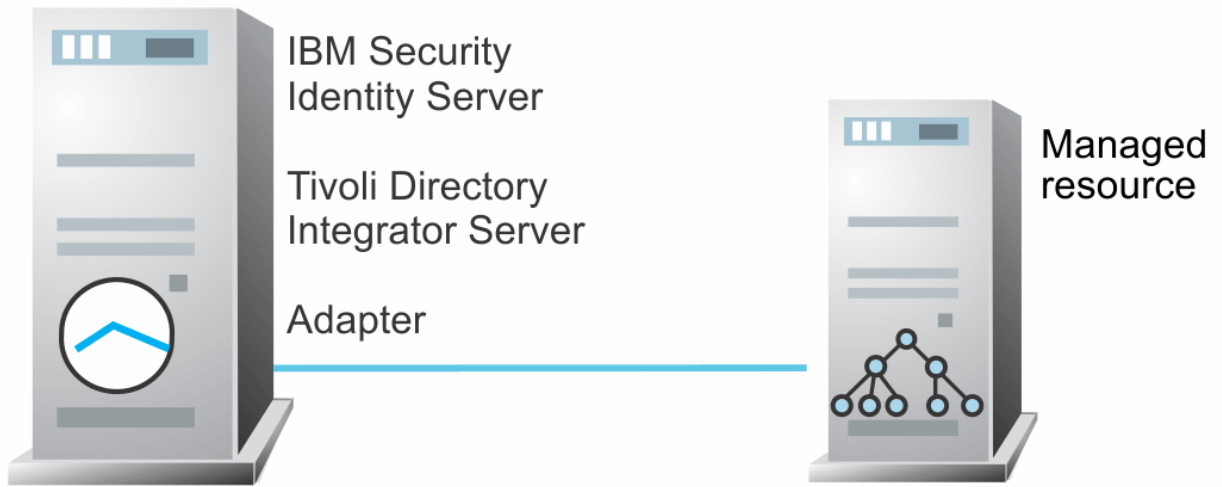 IBM Security
Identity Server
Tivoli Directory
Integrator Server
Adapter
Managed
resource